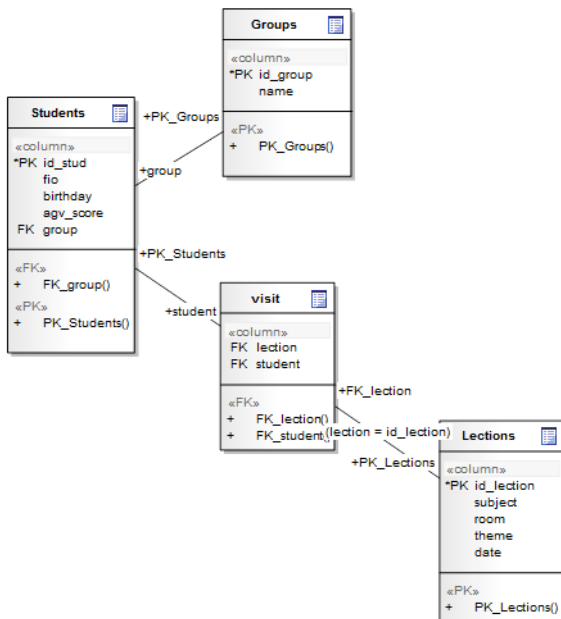 Groups
«column»
*PK id_group
name
«PK»
+ PK_Groups()
Students
«column»
*PK id_stud
fio
birthday
agv_score
FK group
«FK»
+ FK_group()
«PK»
+ PK_Students()
+PK_Groups
+group
+PK_Students
+student
visit
«column»
FK lection
FK student
«FK»
+ FK_lection()
+ FK_student(
+FK_lection
(lection = id_lection)
+PK_Lections
Lections
«column»
*PK id_lection
subject
room
theme
date
«PK»
+ PK_Lections()